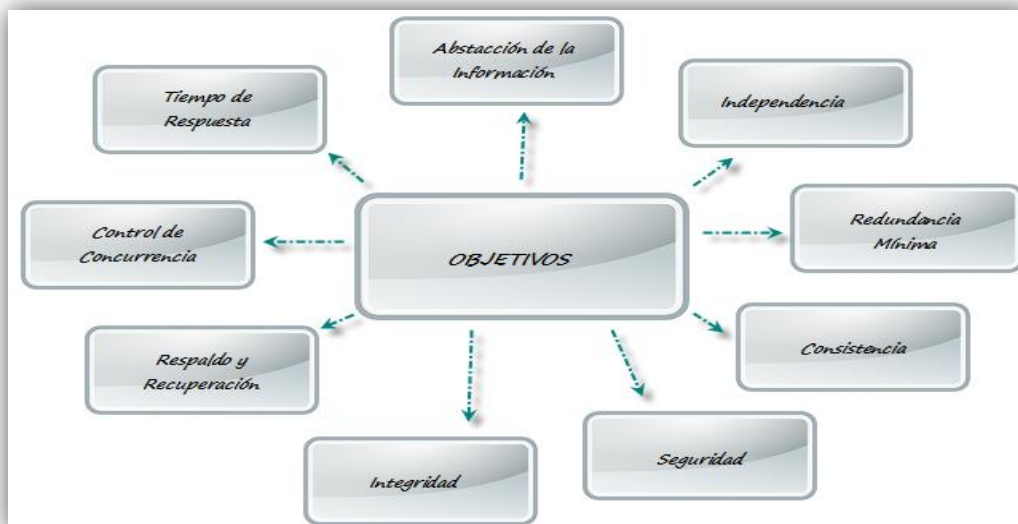 Abstacción de la
Información
Tiempo de
Respuesta
Independencia
Control de
Concurrencia
OBJETIVOS
Redundancia
Mínima
Respaldo y
Recuperación
Consistencia
Integridad
Seguridad